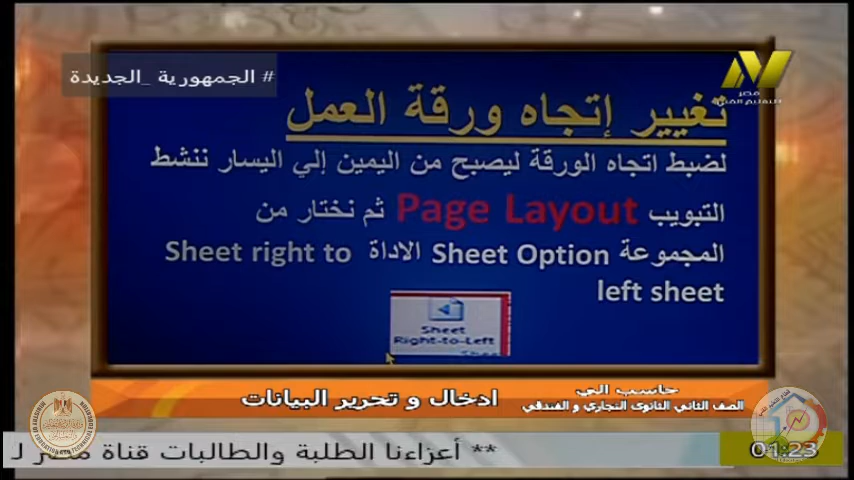 # الجمهورية _الجديدة
مصر
تغيير إتجاه ورقة العمل
لضبط اتجاه الورقة ليصبح من اليمين إلي اليسار ننشط
التبويب Page Layout ثم نختار من
المجموعة Sheet Option الاداة Sheet right to
left sheet
Sheet
Right-to-Left
حاسب الي
ادخال و تحرير البيانات
الصف الثاني الثانوى التجاري و الفندقي
** أعزاءنا الطلبة والطالبات قناة مصر لـ
01:23